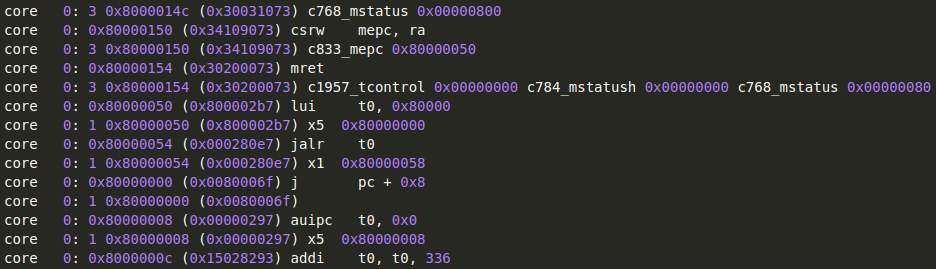 core   0: 3 0x8000014c (0x30031073) c768_mstatus 0x00000800
core   0: 0x80000150 (0x34109073) csrw    mepc, ra
core   0: 3 0x80000150 (0x34109073) c833_mepc 0x80000050
core   0: 0x80000154 (0x30200073) mret
core   0: 3 0x80000154 (0x30200073) c1957_tcontrol 0x00000000 c784_mstatush 0x00000000 c768_mstatus 0x00000080
core   0: 0x80000050 (0x800002b7) lui     t0, 0x80000
core   0: 1 0x80000050 (0x800002b7) x5  0x80000000
core   0: 0x80000054 (0x000280e7) jalr    t0
core   0: 1 0x80000054 (0x000280e7) x1  0x80000058
core   0: 0x80000000 (0x0080006f) j       pc + 0x8
core   0: 1 0x80000000 (0x0080006f)
core   0: 0x80000008 (0x00000297) auipc   t0, 0x0
core   0: 1 0x80000008 (0x00000297) x5  0x80000008
core   0: 0x8000000c (0x15028293) addi    t0, t0, 336